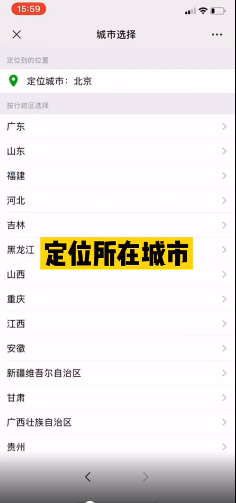 15:59
城市选择
定位到的位置
定位城市：北京
按行政区选择
广东
山东
福建
河北
吉林
黑龙江
定位所在城市
山西
重庆
江西
安徽
新疆维吾尔自治区
甘肃
广西壮族自治区
贵州